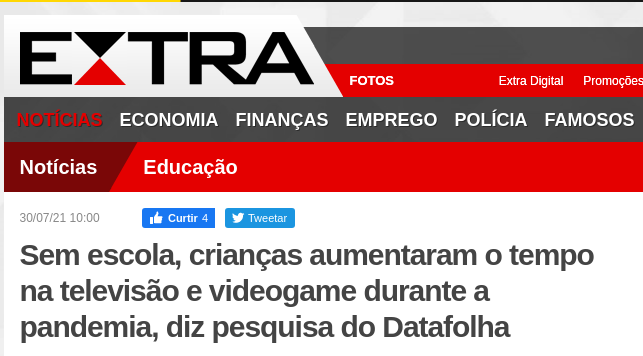 EXTRA
FOTOS Extra Digital Promoções
NOTÍCIAS ECONOMIA FINANÇAS EMPREGO POLÍCIA FAMOSOS
Notícias Educação
30/07/21 10:00 Curtir 4 Tweetar
Sem escola, crianças aumentaram o tempo
na televisão e videogame durante a
pandemia, diz pesquisa do Datafolha